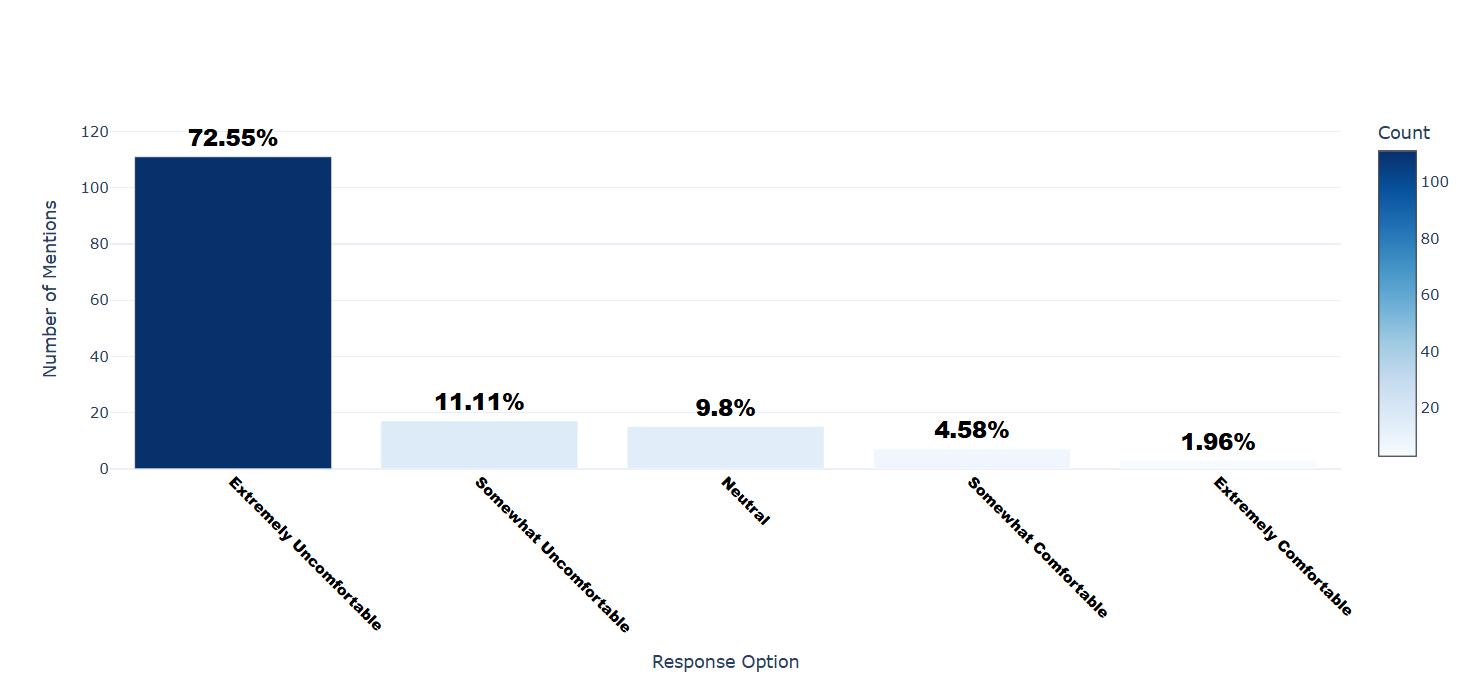 120
100
80
60
40
20
0
Number of Mentions
72.55%
11.11%
9.8%
4.58%
1.96%
Extremely Uncomfortable
Somewhat Uncomfortable
Neutral
Somewhat Comfortable
Extremely Comfortable
Response Option
Count
100
80
60
40
20